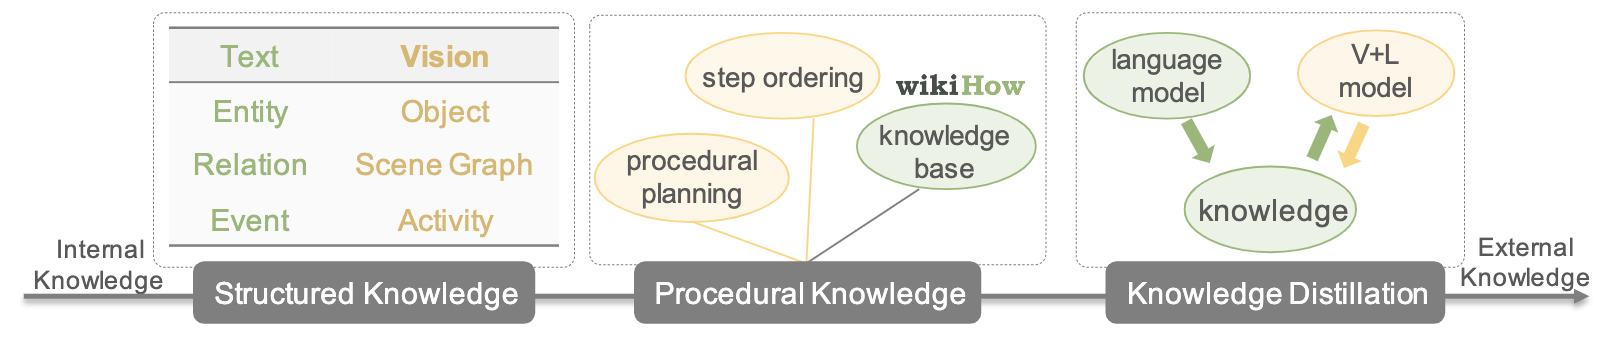 Text Vision
Entity Object
Relation Scene Graph
Event Activity
step ordering
wikiHow
knowledge
base
procedural
planning
language
model
V+L
model
knowledge
Internal
Knowledge
Structured Knowledge
Procedural Knowledge
Knowledge Distillation
External
Knowledge